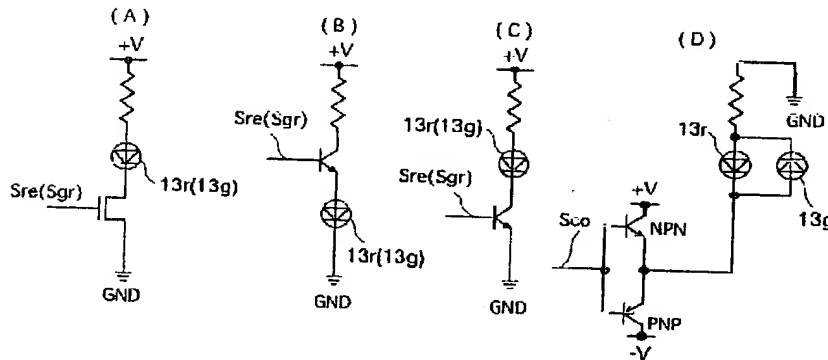 (A)
+V
13r(13g)
Sre(Sgr)
GND
(B)
+V
Sre(Sgr)
13r(13g)
GND
(C)
+V
13r(13g)
Sre(Sgr)
GND
(D)
GND
13r
13g
+V
NPN
Sco
PNP
-V